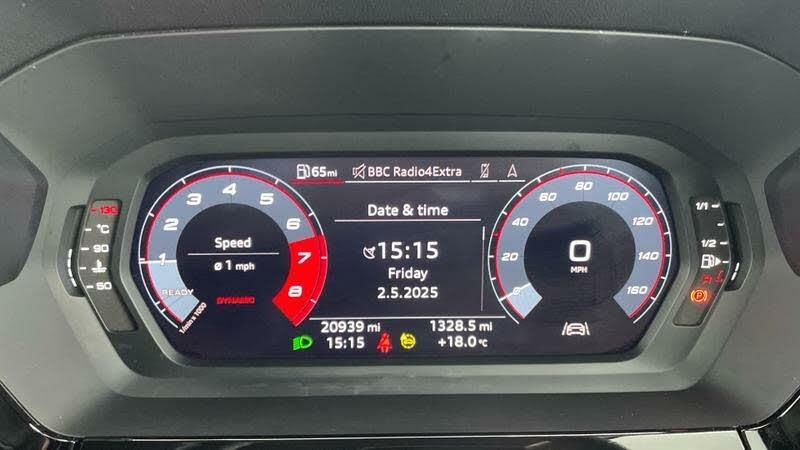 65mi BBC Radio4Extra
130
°C
90
50
1 2 3 4 5 6 7 8
READY
1/min x 1000
Speed
ø 1 mph
DYNAMIC
Date & time
15:15
Friday
2.5.2025
0 20 40 60 80 100 120 140 160
0
MPH
1/1
1/2
(P)
20939 mi 1328.5 mi
15:15 +18.0 °C